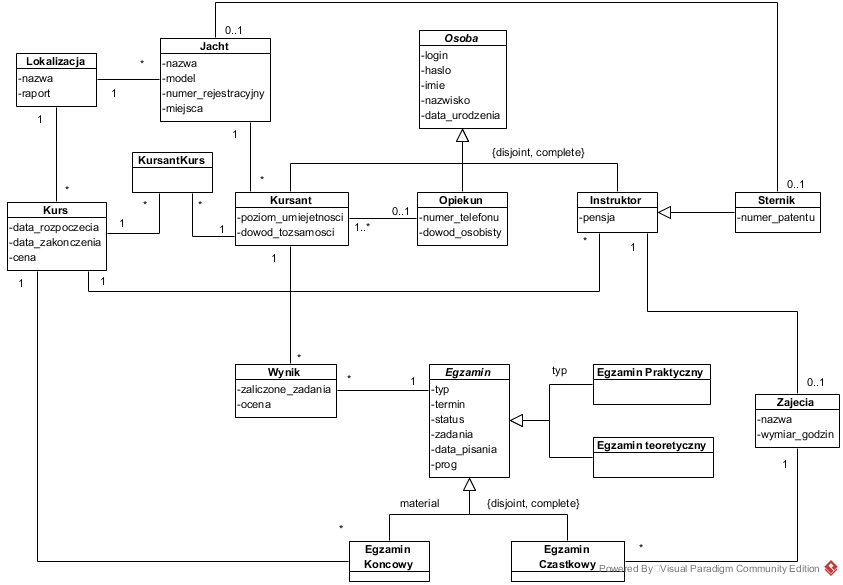 0..1
Osoba
-login
-haslo
-imie
-nazwisko
-data_urodzenia
Jacht
-nazwa
-model
-numer_rejestracyjny
-miejsca
Lokalizacja
-nazwa
-raport
*
1
1
*
1
*
{disjoint, complete}
KursantKurs
*
*
1
1
Kurs
-data_rozpoczecia
-data_zakonczenia
-cena
Kursant
-poziom_umiejetnosci
-dowod_tozsamosci
0..1
1..*
Opiekun
-numer_telefonu
-dowod_osobisty
Instruktor
-pensja
0..1
Sternik
-numer_patentu
*
1
1
1
1
*
Wynik
-zaliczone_zadania
-ocena
*
1
Egzamin
-typ
-termin
-status
-zadania
-data_pisania
-prog
typ
Egzamin Praktyczny
Egzamin teoretyczny
0..1
Zajecia
-nazwa
-wymiar_godzin
1
material
{disjoint, complete}
*
Egzamin
Koncowy
Egzamin
Czastkowy
*
Powered By Visual Paradigm Community Edition